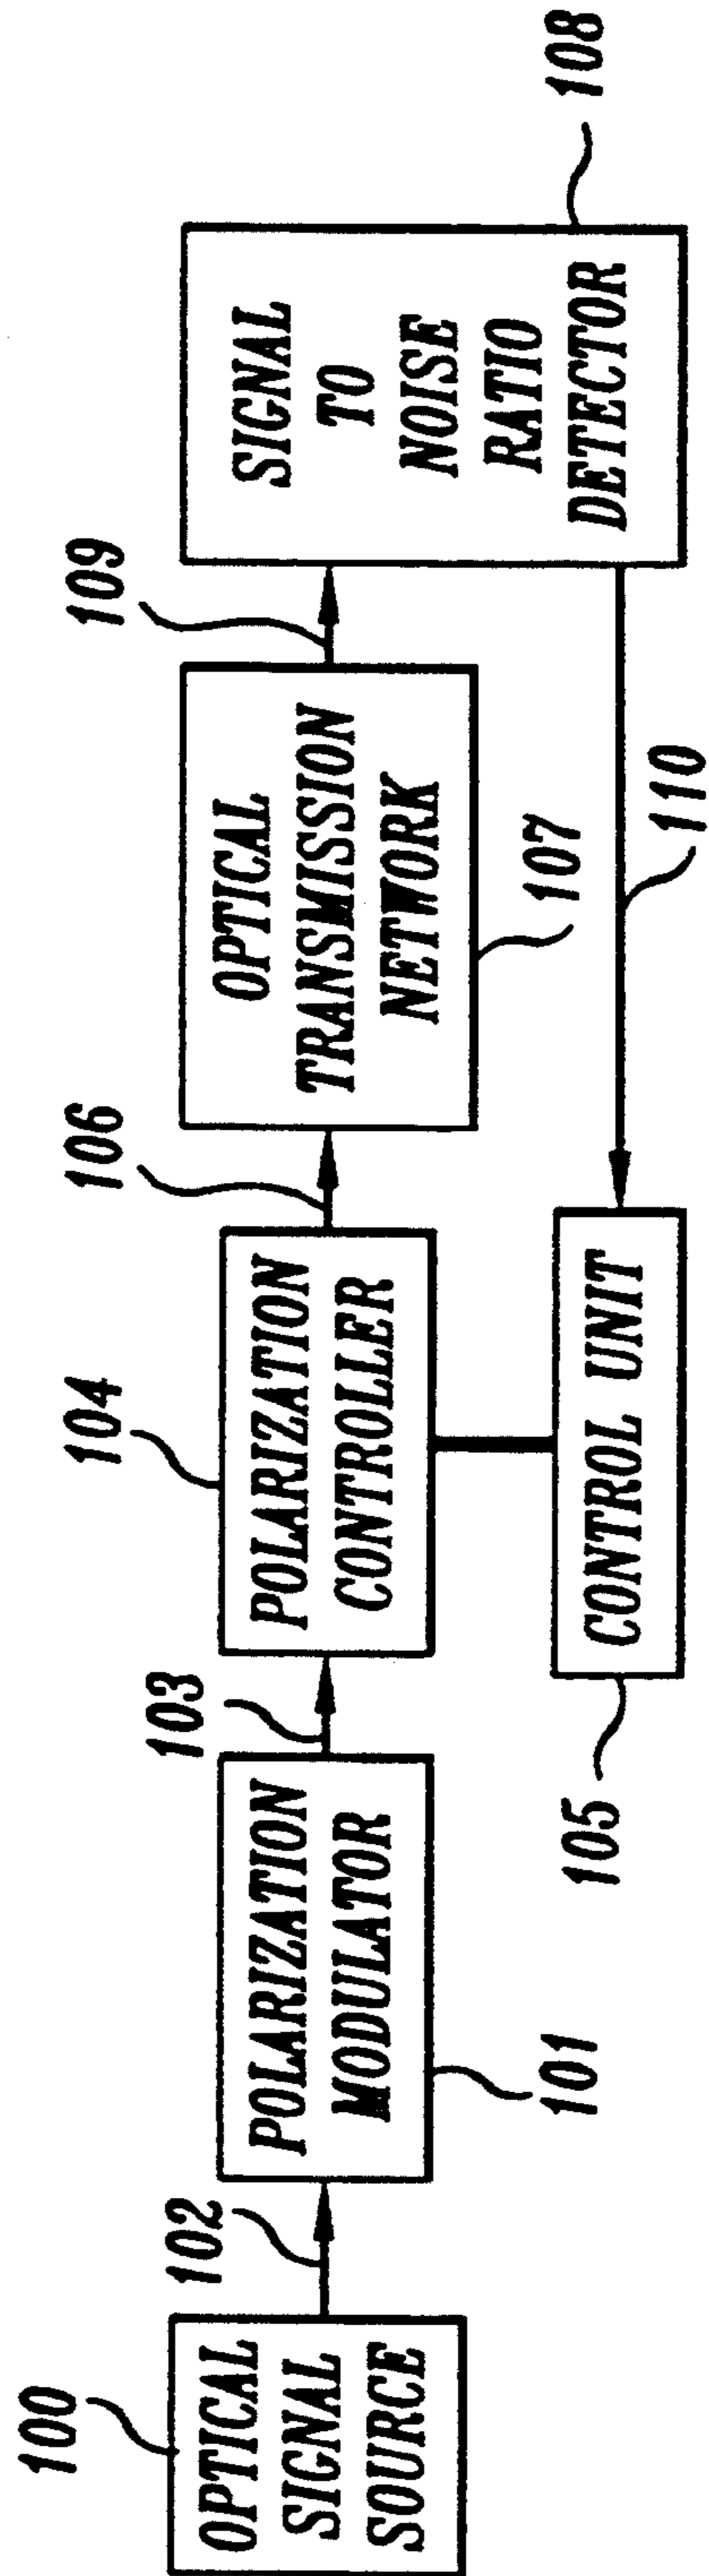 100
OPTICAL
SIGNAL
SOURCE
102
POLARIZATION
MODULATOR
101
103
104
POLARIZATION
CONTROLLER
CONTROL UNIT
105
106
OPTICAL
TRANSMISSION
NETWORK
107
109
SIGNAL
TO
NOISE
RATIO
DETECTOR
108
110